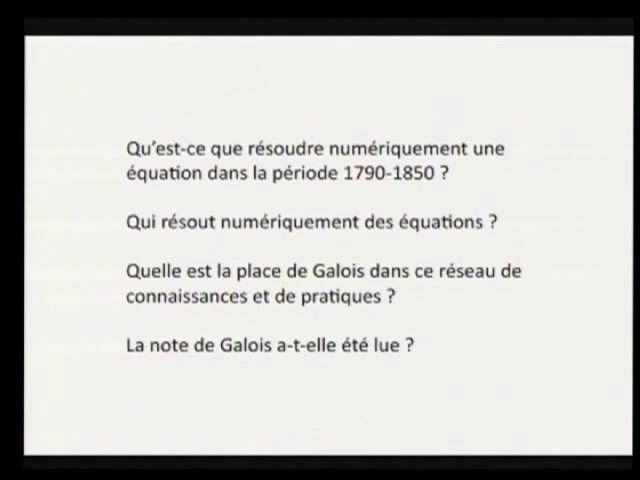 Qu'est-ce que résoudre numériquement une
équation dans la période 1790-1850 ?
Qui résout numériquement des équations ?
Quelle est la place de Galois dans ce réseau de
connaissances et de pratiques ?
La note de Galois a-t-elle été lue ?